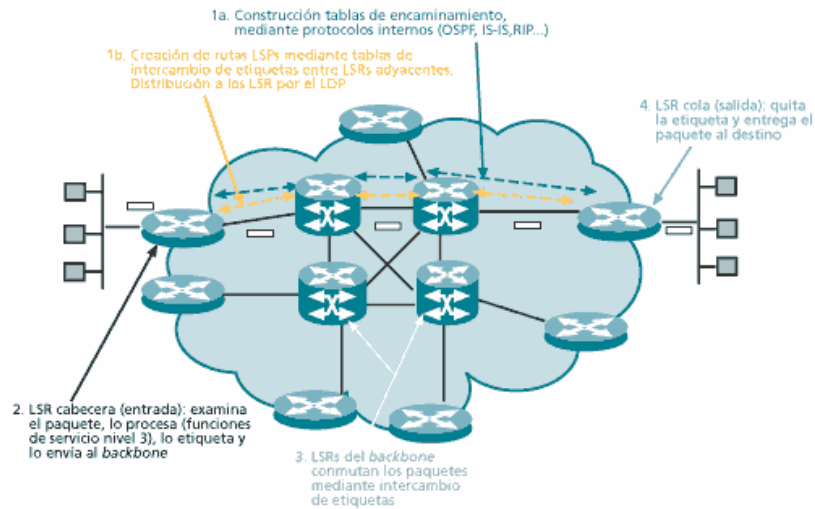 1a. Construcción tablas de encaminamiento,
mediante protocolos internos (OSPF, IS-IS,RIP...)
1b. Creación de rutas LSPs mediante tablas de
intercambio de etiquetas entre LSRs adyacentes.
Distribución a los LSR por el LDP
4. LSR cola (salida): quita
la etiqueta y entrega el
paquete al destino
2. LSR cabecera (entrada): examina
el paquete, lo procesa (funciones
de servicio nivel 3), lo etiqueta y
lo envía al backbone
3. LSRs del backbone
conmutan los paquetes
mediante intercambio
de etiquetas